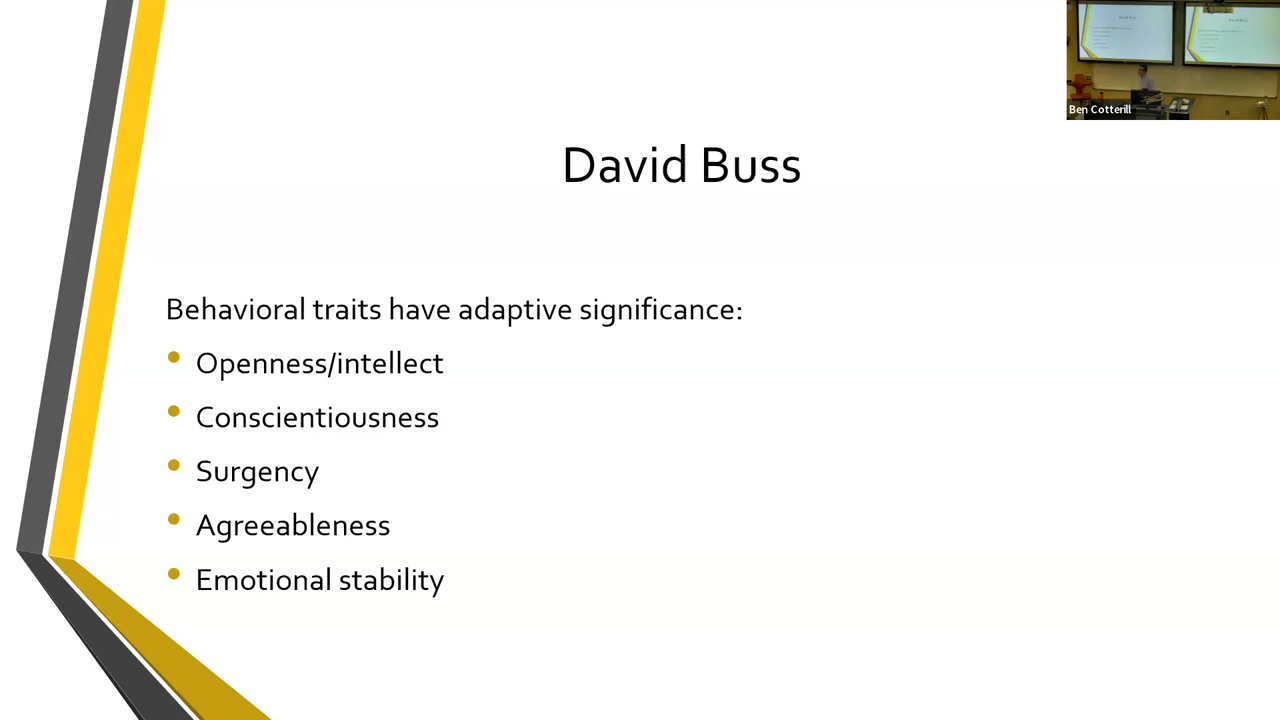 Ben Cotterill
David Buss
Behavioral traits have adaptive significance:
Openness/intellect
Conscientiousness
Surgency
Agreeableness
Emotional stability